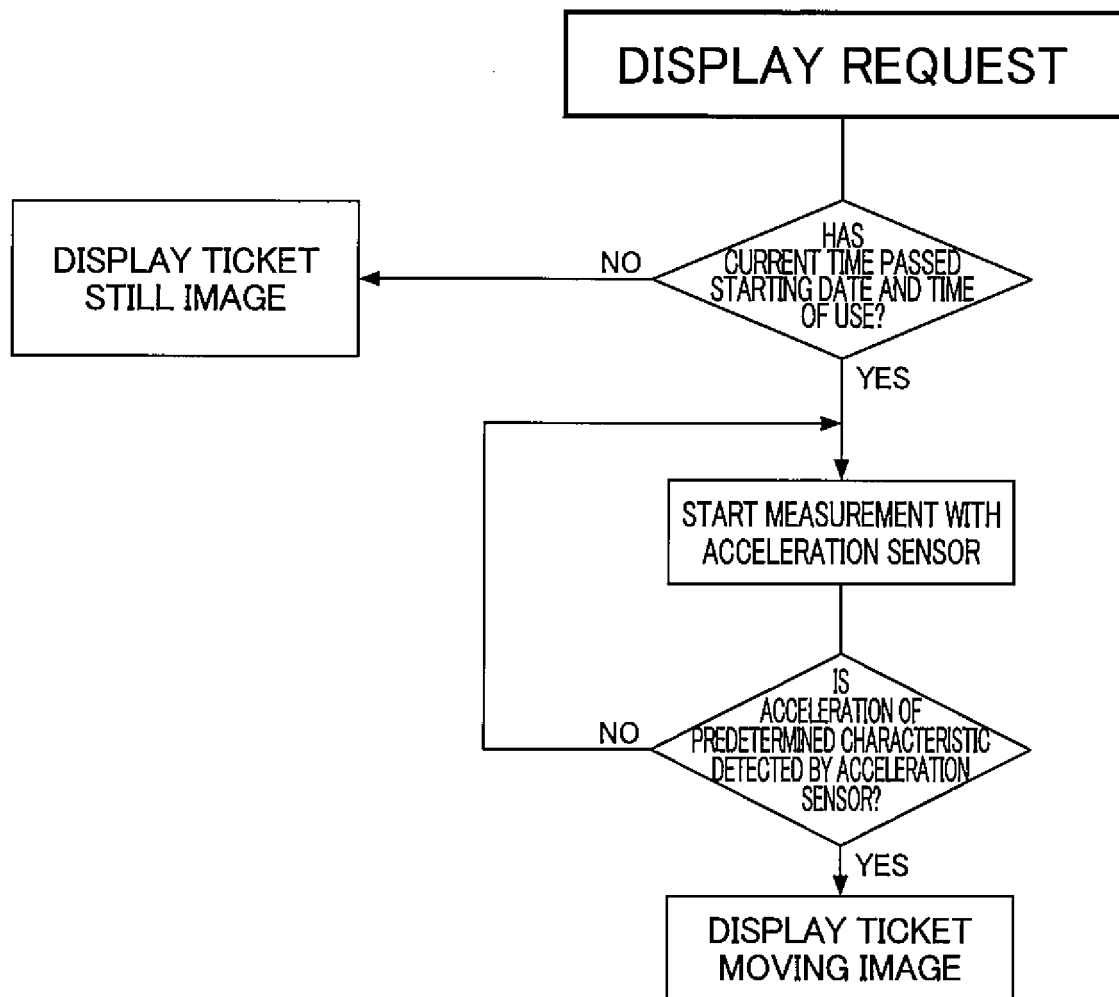 DISPLAY REQUEST
HAS
CURRENT TIME PASSED
STARTING DATE AND TIME
OF USE?
NO
DISPLAY TICKET
STILL IMAGE
YES
START MEASUREMENT WITH
ACCELERATION SENSOR
IS
ACCELERATION OF
PREDETERMINED CHARACTERISTIC
DETECTED BY ACCELERATION
SENSOR?
NO
YES
DISPLAY TICKET
MOVING IMAGE